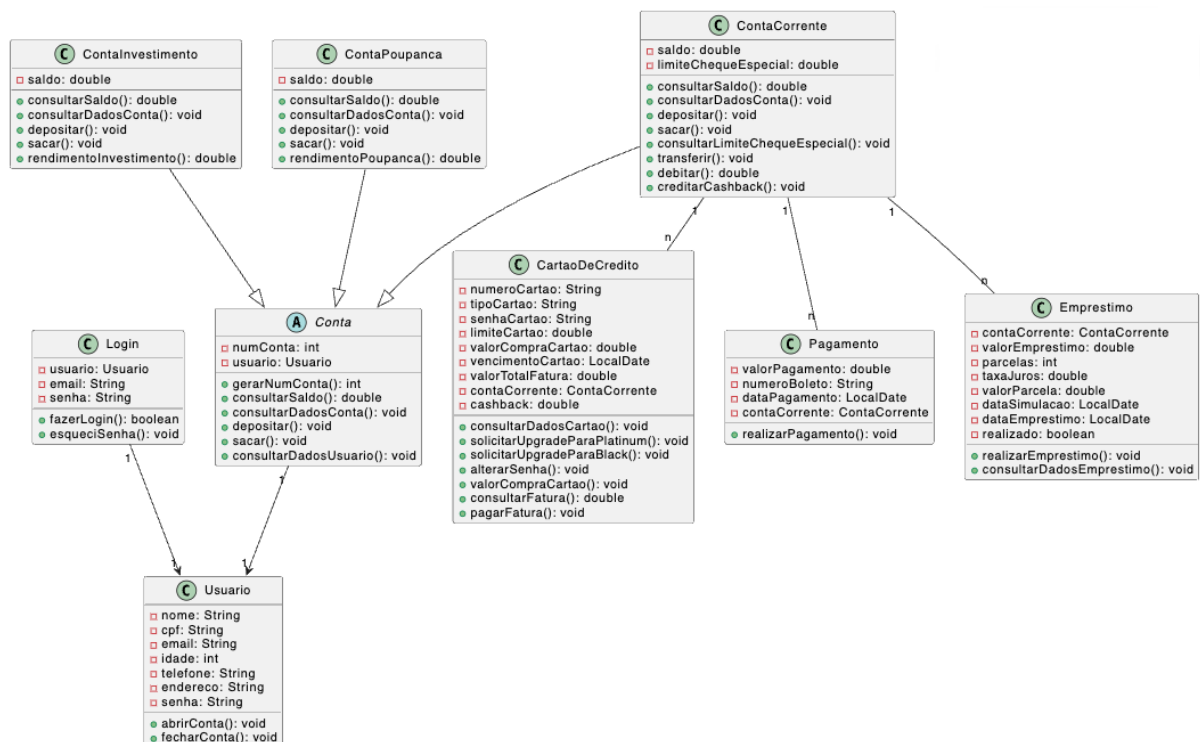 C ContaInvestimento
saldo: double
consultarSaldo(): double
consultarDadosConta(): void
depositar(): void
sacar(): void
rendimentoInvestimento(): double
C ContaPoupanca
saldo: double
consultarSaldo(): double
consultarDadosConta(): void
depositar(): void
sacar(): void
rendimentoPoupanca(): double
C ContaCorrente
saldo: double
limiteChequeEspecial: double
consultarSaldo(): double
consultarDadosConta(): void
depositar(): void
sacar(): void
consultarLimiteChequeEspecial(): void
transferir(): void
debitar(): double
creditarCashback(): void
1
1
1
n
n
n
C Login
usuario: Usuario
email: String
senha: String
fazerLogin(): boolean
esqueciSenha(): void
A Conta
numConta: int
usuario: Usuario
gerarNumConta(): int
consultarSaldo(): double
consultarDadosConta(): void
depositar(): void
sacar(): void
consultarDadosUsuario(): void
C CartaoDeCredito
numeroCartao: String
tipoCartao: String
senhaCartao: String
limiteCartao: double
valorCompraCartao: double
vencimentoCartao: LocalDate
valorTotalFatura: double
contaCorrente: ContaCorrente
cashback: double
consultarDadosCartao(): void
solicitarUpgradeParaPlatinum(): void
solicitarUpgradeParaBlack(): void
alterarSenha(): void
valorCompraCartao(): void
consultarFatura(): double
pagarFatura(): void
C Pagamento
valorPagamento: double
numeroBoleto: String
dataPagamento: LocalDate
contaCorrente: ContaCorrente
realizarPagamento(): void
C Emprestimo
contaCorrente: ContaCorrente
valorEmprestimo: double
parcelas: int
taxaJuros: double
valorParcela: double
dataSimulacao: LocalDate
dataEmprestimo: LocalDate
realizado: boolean
realizarEmprestimo(): void
consultarDadosEmprestimo(): void
1
1
1
1
C Usuario
nome: String
cpf: String
email: String
idade: int
telefone: String
endereco: String
senha: String
abrirConta(): void
fecharConta(): void